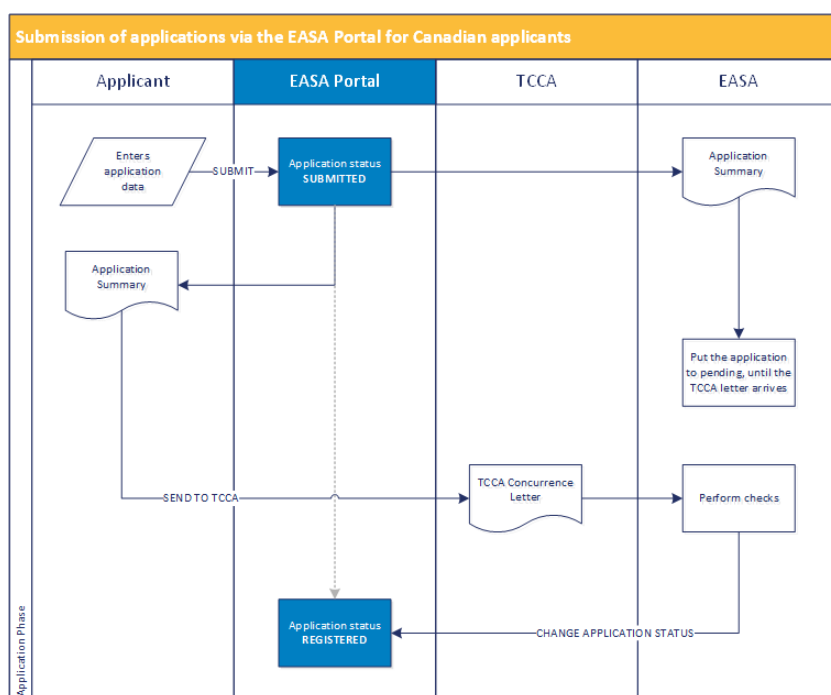 Submission of applications via the EASA Portal for Canadian applicants
Applicant
EASA Portal
TCCA
EASA
Enters
application
data
SUBMIT
Application status
SUBMITTED
Application
Summary
Application
Summary
Put the application
to pending, until the
TCCA letter arrives
SEND TO TCCA
TCCA Concurrence
Letter
Perform checks
Application status
REGISTERED
CHANGE APPLICATION STATUS
Application Phase